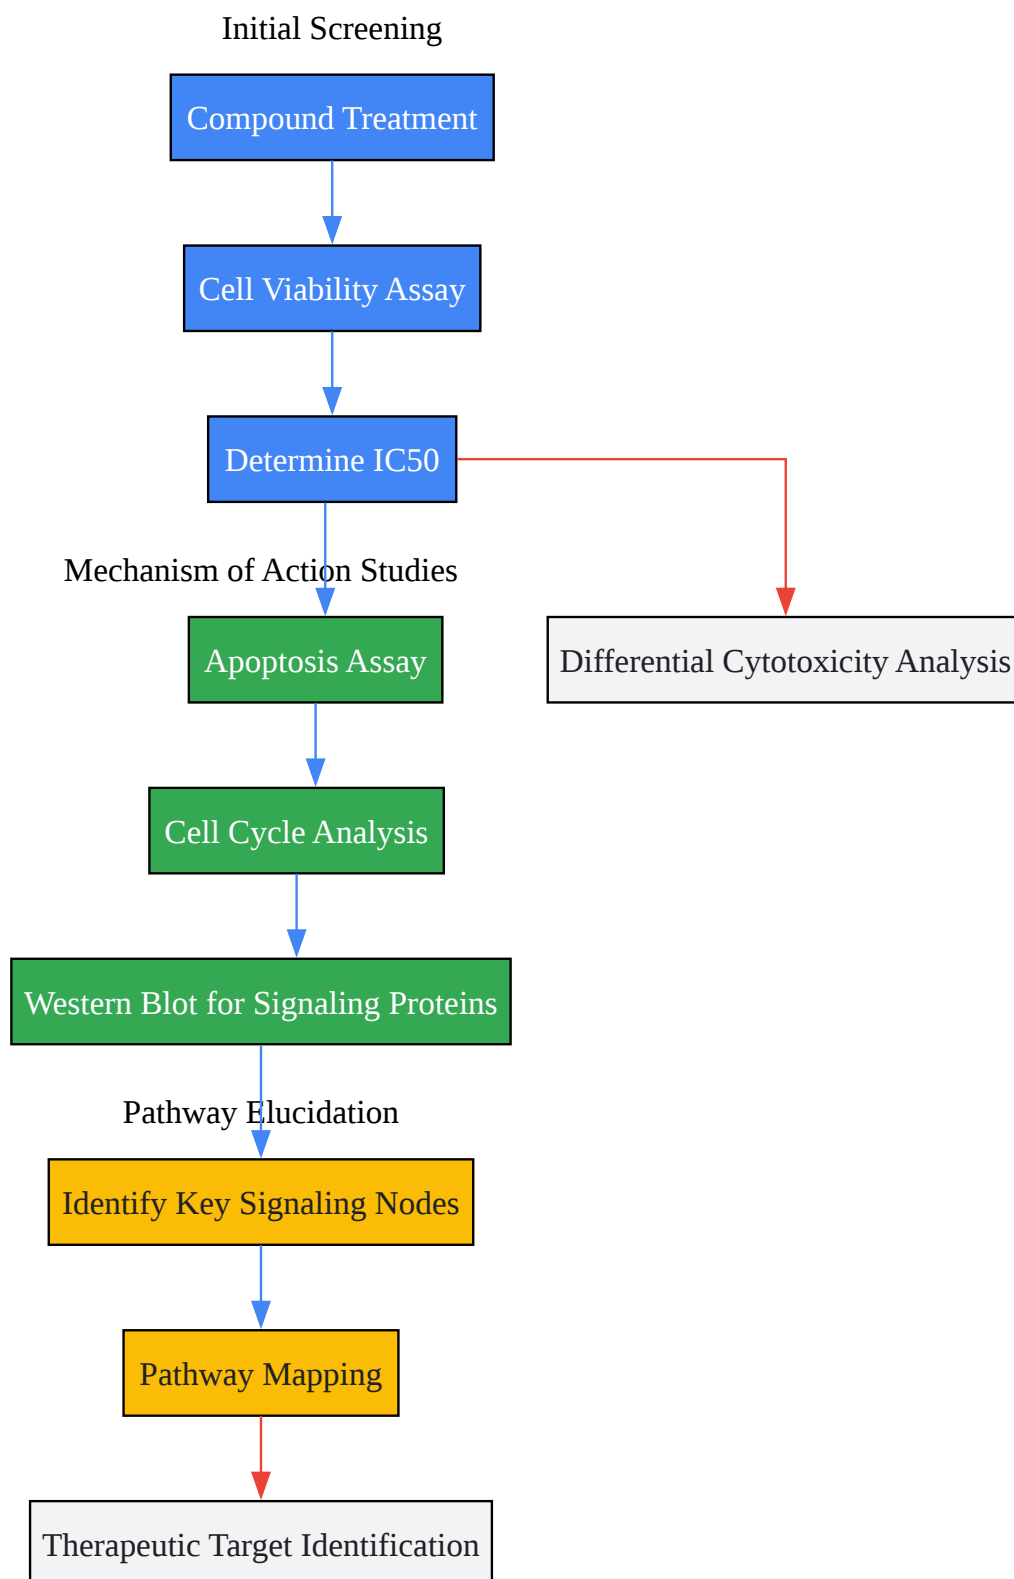 Initial Screening
Compound Treatment
Cell Viability Assay
Determine IC50
Mechanism of Action Studies
Apoptosis Assay
Differential Cytotoxicity Analysis
Cell Cycle Analysis
Western Blot for Signaling Proteins
Pathway Elucidation
Identify Key Signaling Nodes
Pathway Mapping
Therapeutic Target Identification